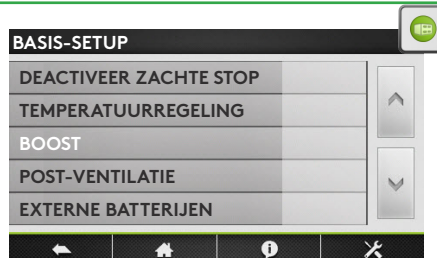 BASIS-SETUP
DEACTIVEER ZACHTE STOP
TEMPERATUURREGELING
BOOST
POST-VENTILATIE
EXTERNE BATTERIJEN